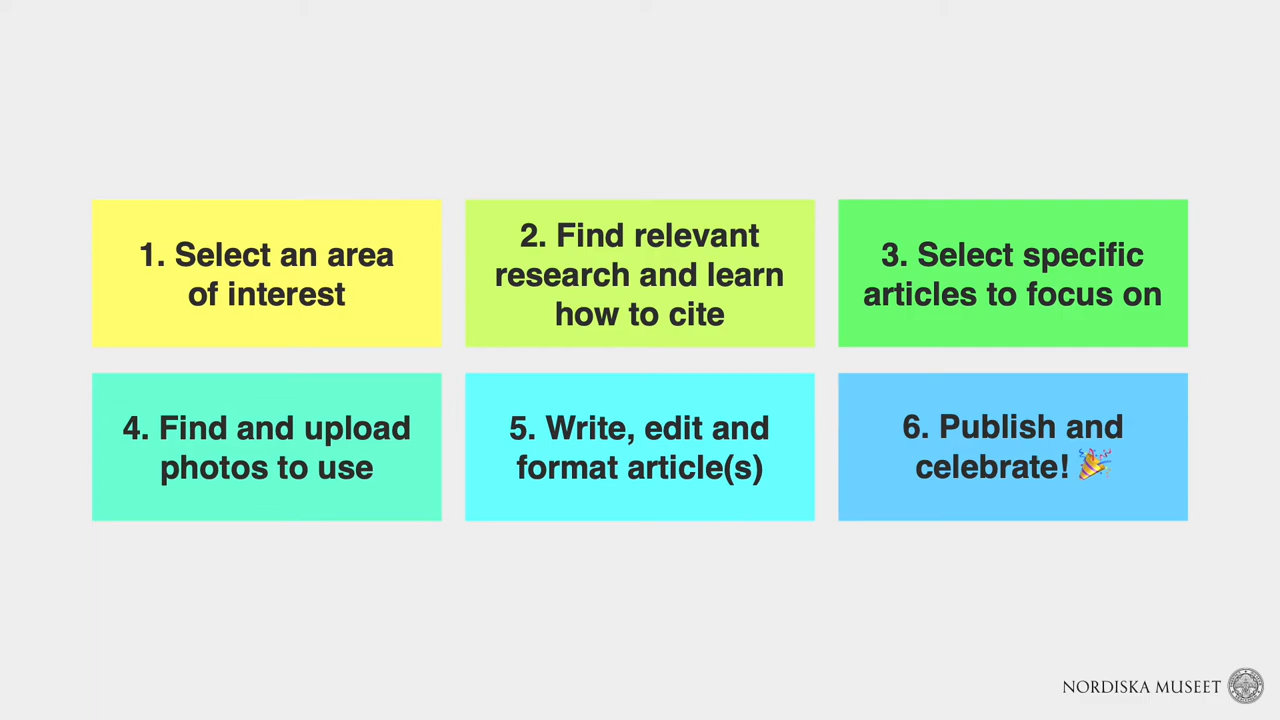 1. Select an area
of interest
2. Find relevant
research and learn
how to cite
3. Select specific
articles to focus on
4. Find and upload
photos to use
5. Write, edit and
format article(s)
6. Publish and
celebrate! 🎉
NORDISKA MUSEET